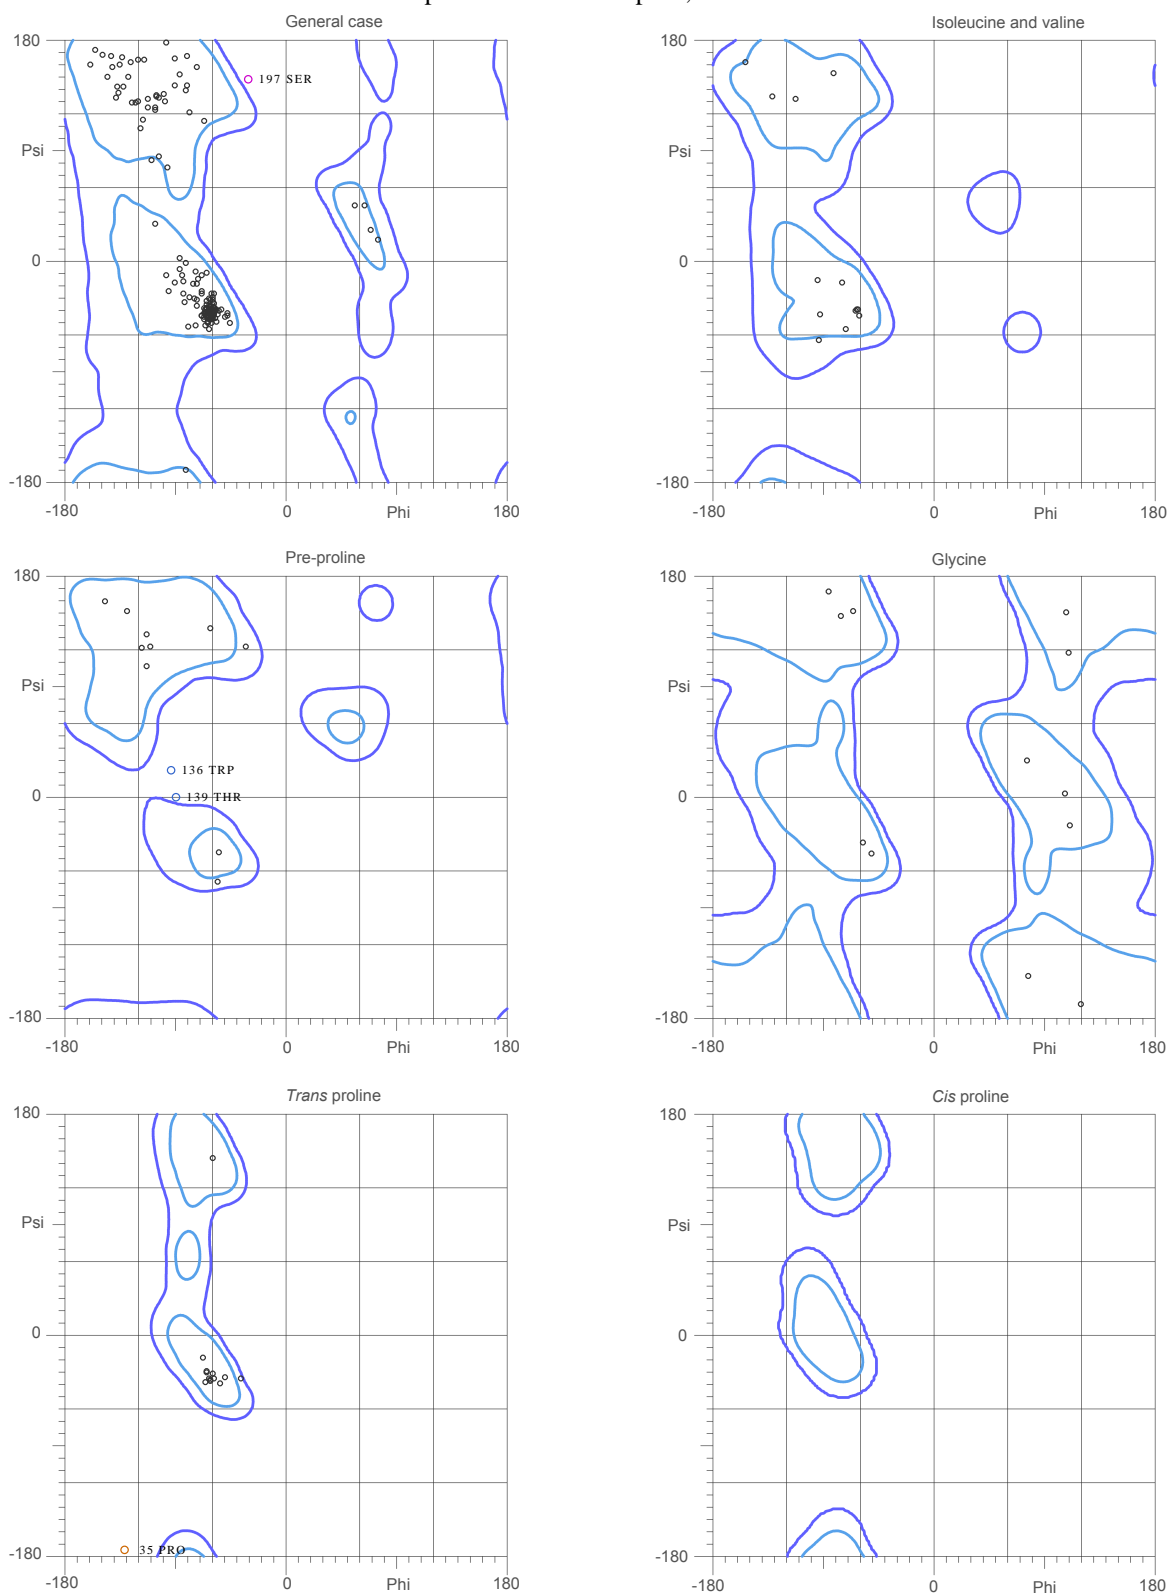 General case
Isoleucine and valine
180
180
197 SER
Psi
Psi
0
0
-180
-180
-180
0
Phi
180
-180
0
Phi
180
Pre-proline
Glycine
180
180
Psi
Psi
136 TRP
0
139 THR
0
-180
-180
-180
0
Phi
180
-180
0
Phi
180
Trans proline
Cis proline
180
180
Psi
Psi
0
0
-180
35 PRO
-180
-180
0
Phi
180
-180
0
Phi
180